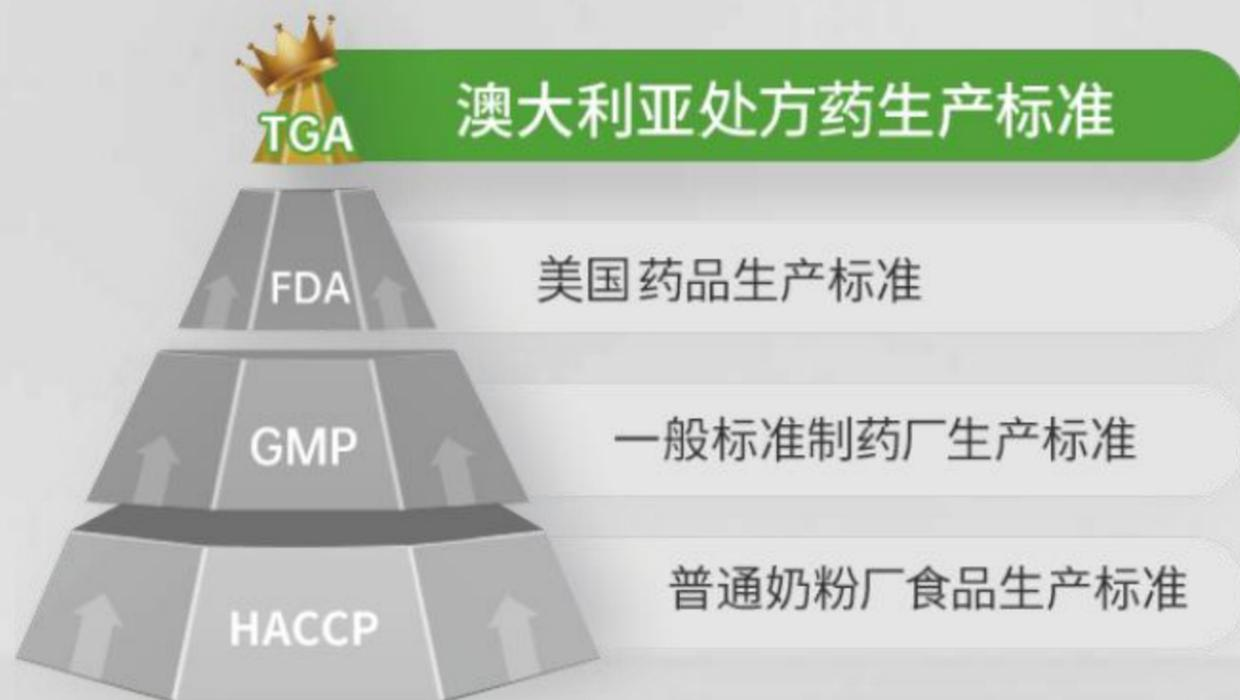 TGA 澳大利亚处方药生产标准
FDA 美国药品生产标准
GMP 一般标准制药厂生产标准
HACCP 普通奶粉厂食品生产标准